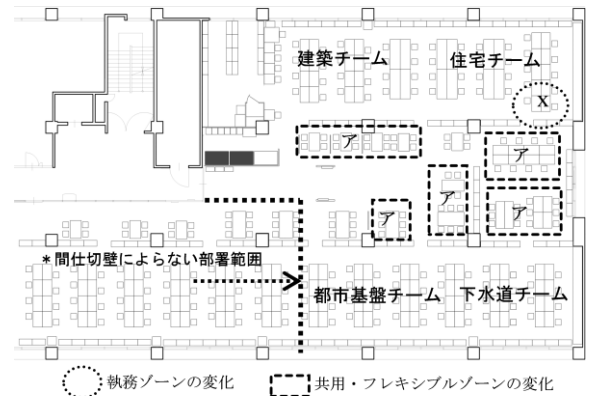 建築チーム 住宅チーム
X
ア
ア
ア
ア
ア
*間仕切壁によらない部署範囲
都市基盤チーム 下水道チーム
執務ゾーンの変化 共用・フレキシブルゾーンの変化